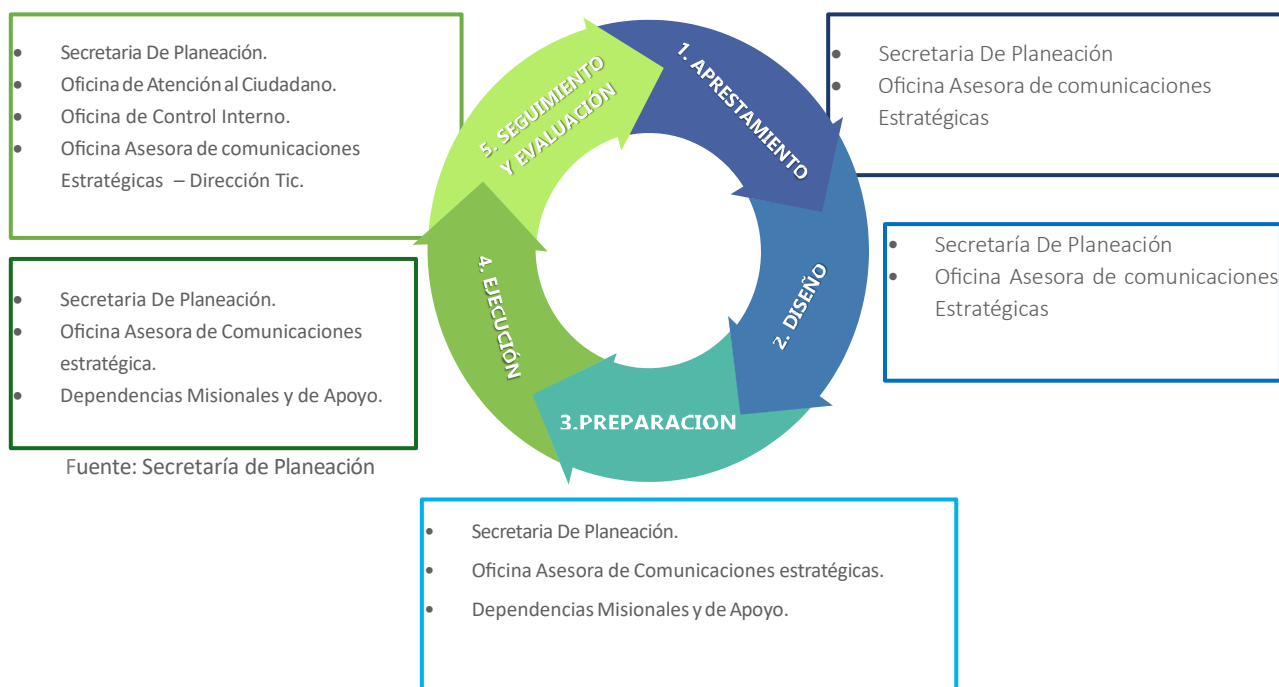 • Secretaria De Planeación.
• Oficina de Atención al Ciudadano.
• Oficina de Control Interno.
• Oficina Asesora de comunicaciones
Estratégicas – Dirección Tic.
5. SEGUIMIENTO
Y EVALUACIÓN
1. APRESTAMIENTO
• Secretaria De Planeación
• Oficina Asesora de comunicaciones
Estratégicas
• Secretaría De Planeación
• Oficina Asesora de comunicaciones
Estratégicas
2. DISEÑO
4. EJECUCIÓN
• Secretaria De Planeación.
• Oficina Asesora de Comunicaciones
estratégica.
• Dependencias Misionales y de Apoyo.
3.PREPARACION
Fuente: Secretaría de Planeación
• Secretaria De Planeación.
• Oficina Asesora de Comunicaciones estratégicas.
• Dependencias Misionales y de Apoyo.